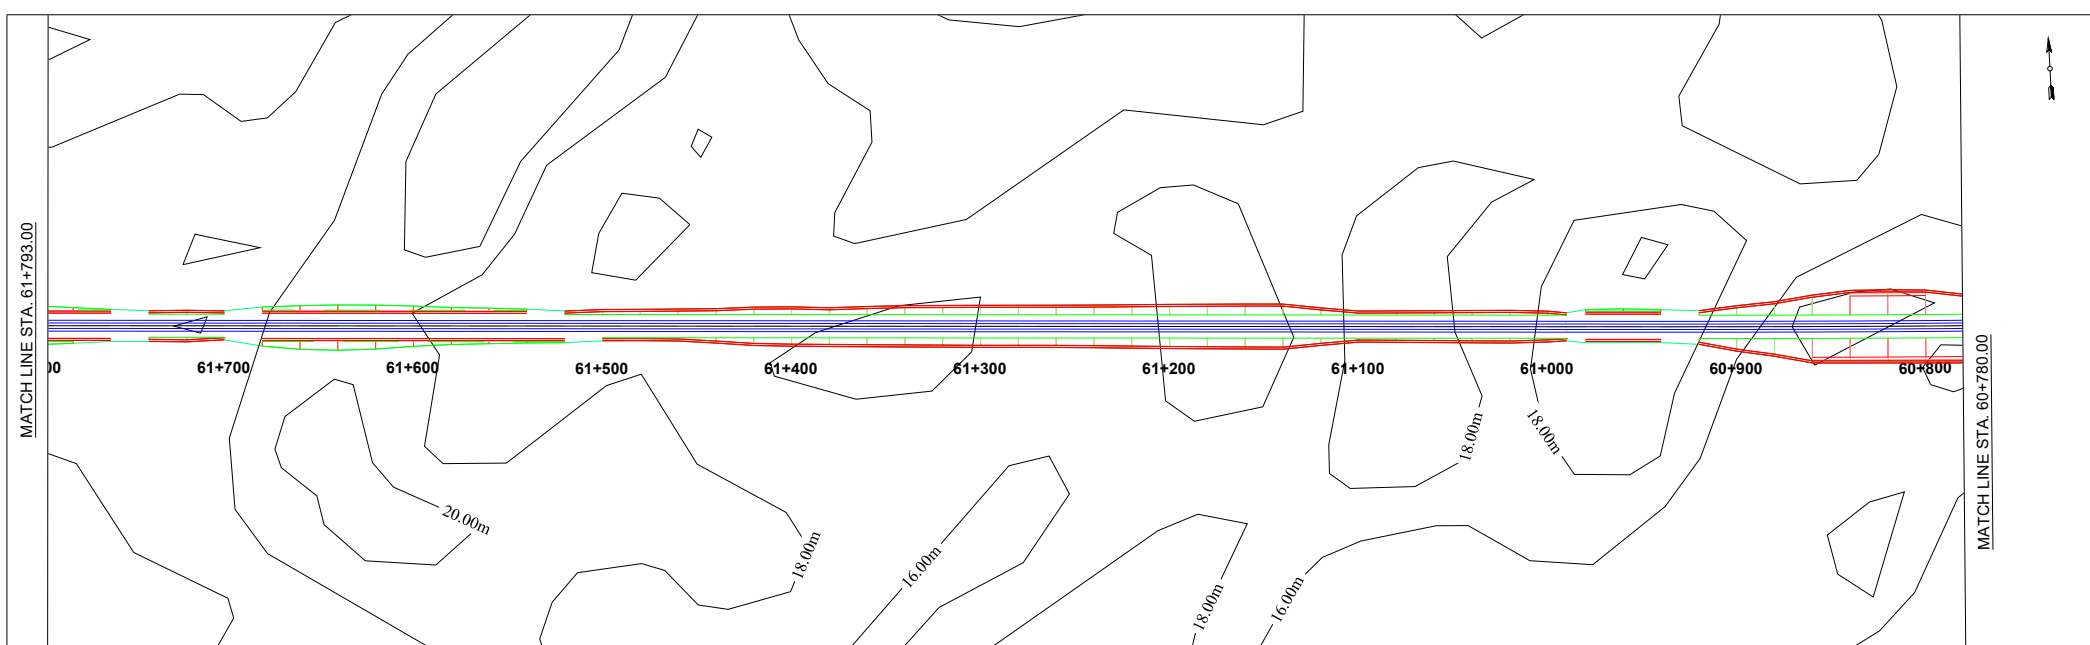 MATCH LINE STA. 61+793.00
00
61+700
61+600
61+500
61+400
61+300
61+200
61+100
61+000
60+900
60+800
MATCH LINE STA. 60+780.00
20.00m
18.00m
16.00m
18.00m
16.00m
18.00m
18.00m